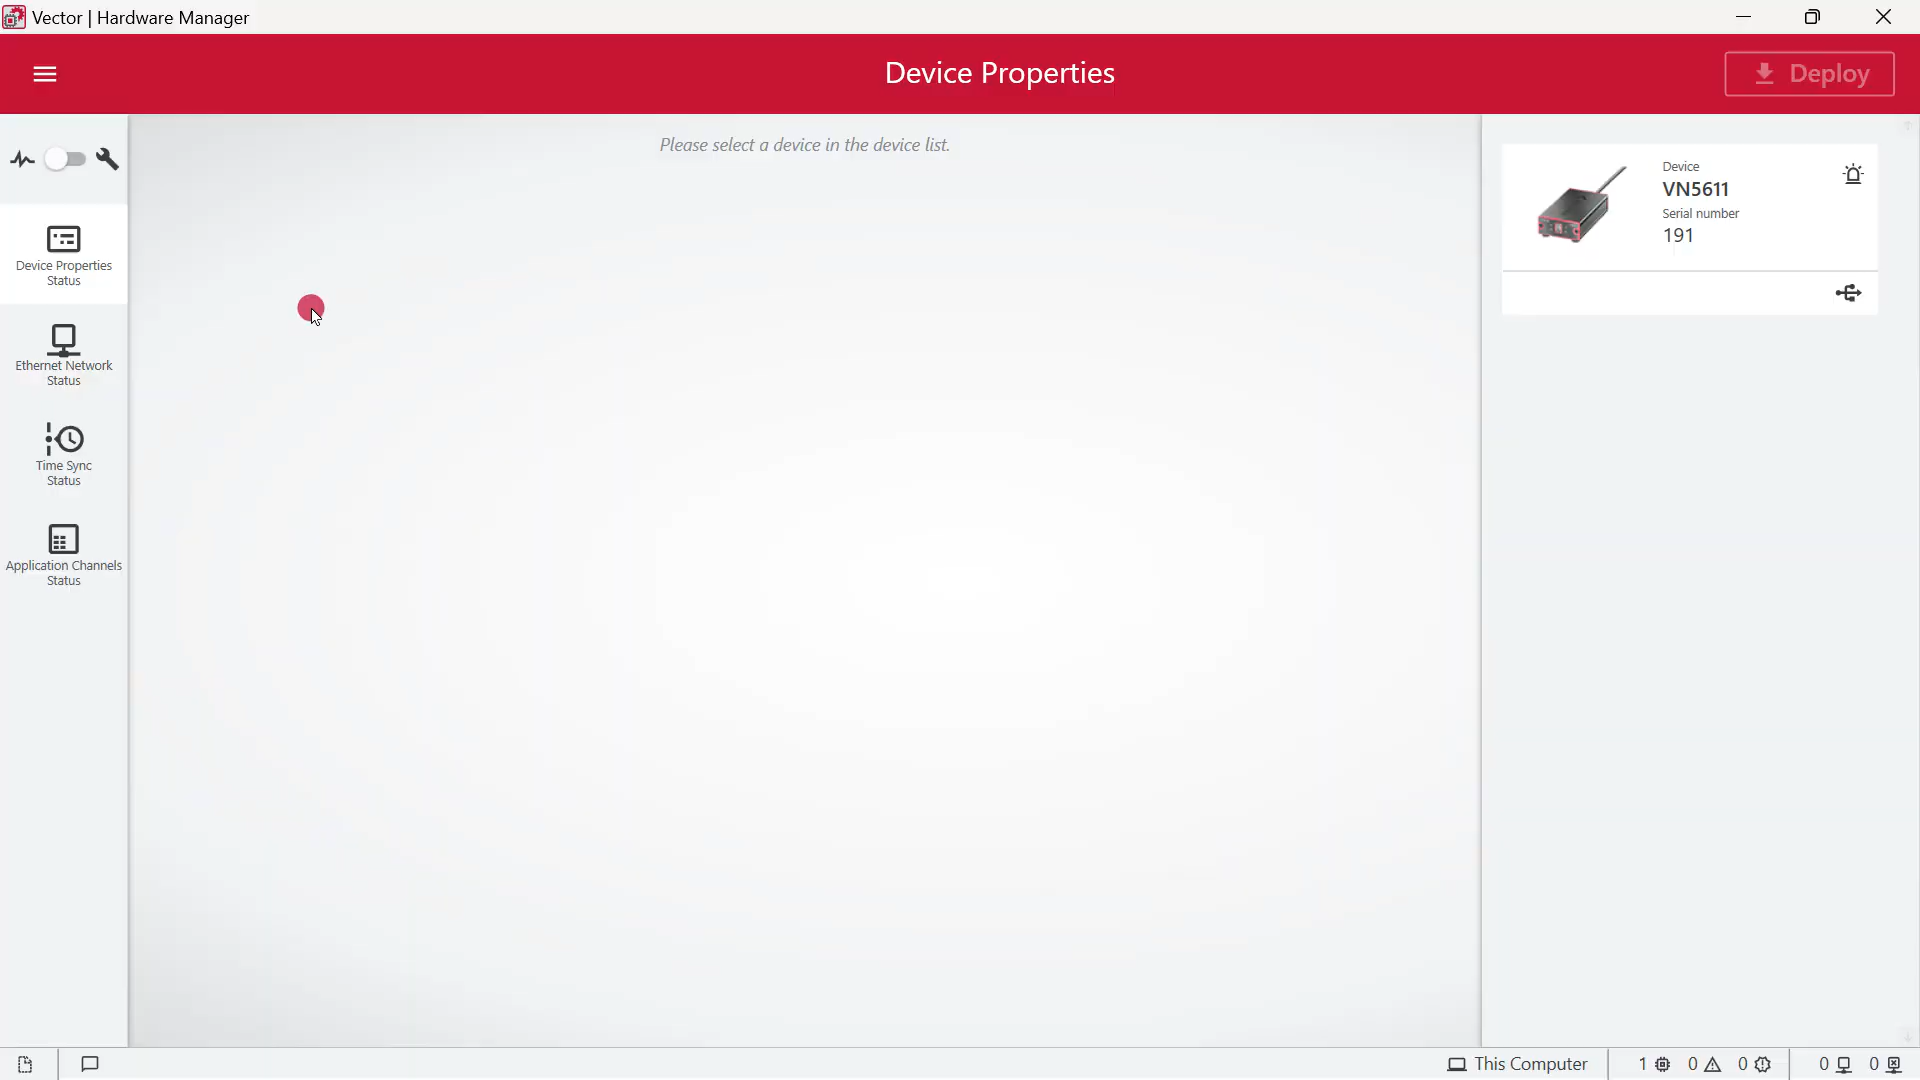 Vector | Hardware Manager
Device Properties
Deploy
Please select a device in the device list.
Device Properties
Status
Ethernet Network
Status
Time Sync
Status
Application Channels
Status
Device
VN5611
Serial number
191
This Computer
1
0
0
0
0